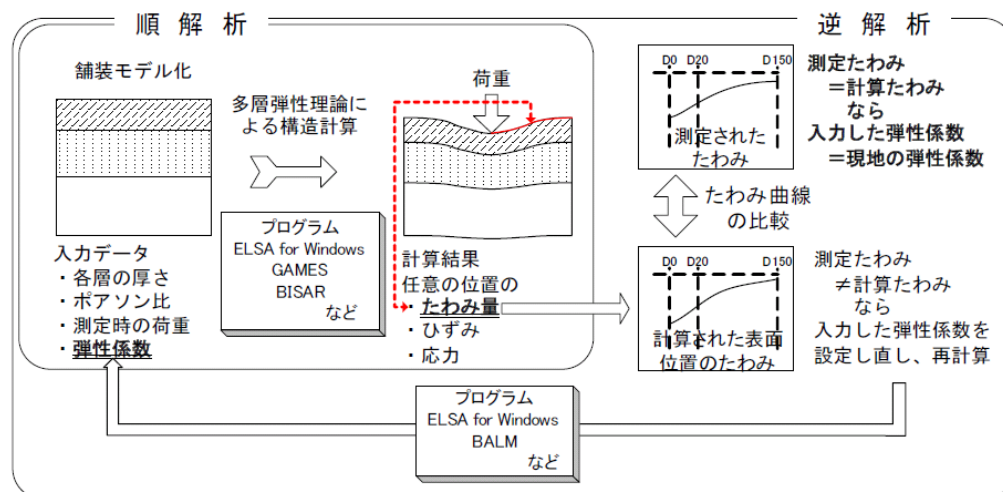 順 解 析
逆 解 析
舗装モデル化
多層弾性理論に
よる構造計算
荷重
入力データ
・各層の厚さ
・ポアソン比
・測定時の荷重
・弾性係数
プログラム
ELSA for Windows
GAMES
BISAR
など
計算結果
任意の位置の
・たわみ量
・ひずみ
・応力
D0 D20 D150
測定された
たわみ
測定たわみ
＝計算たわみ
なら
入力した弾性係数
＝現地の弾性係数
たわみ曲線
の比較
D0 D20 D150
計算された表面
位置のたわみ
測定たわみ
≠計算たわみ
なら
入力した弾性係数を
設定し直し、再計算
プログラム
ELSA for Windows
BALM
など